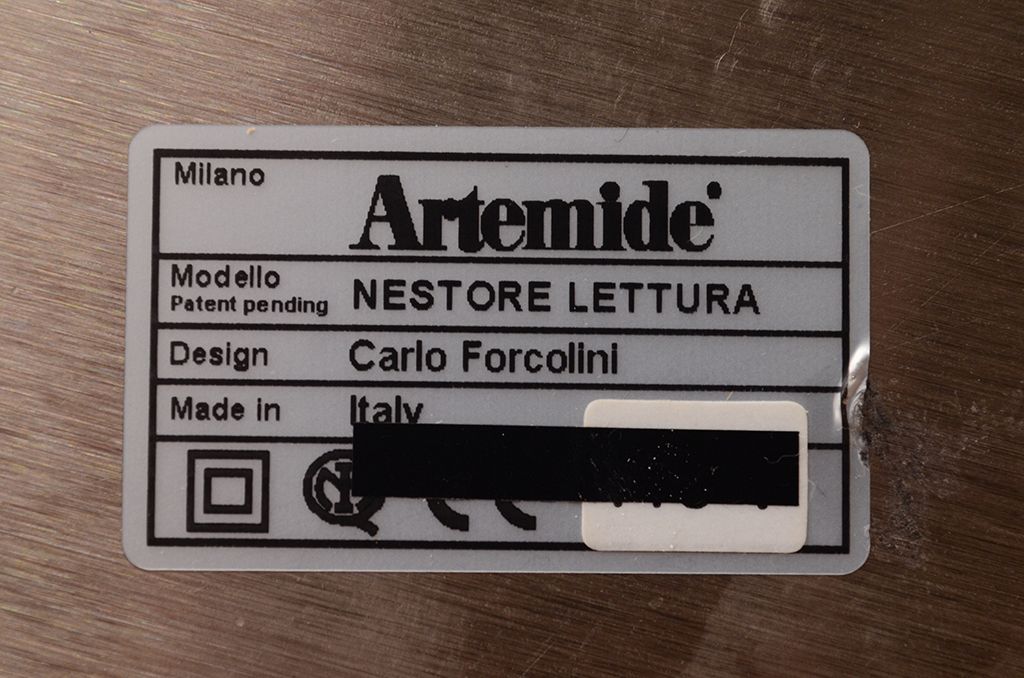 Milano
Artemide
Modello
Patent pending
NESTORE LETTURA
Design Carlo Forcolini
Made in Italy